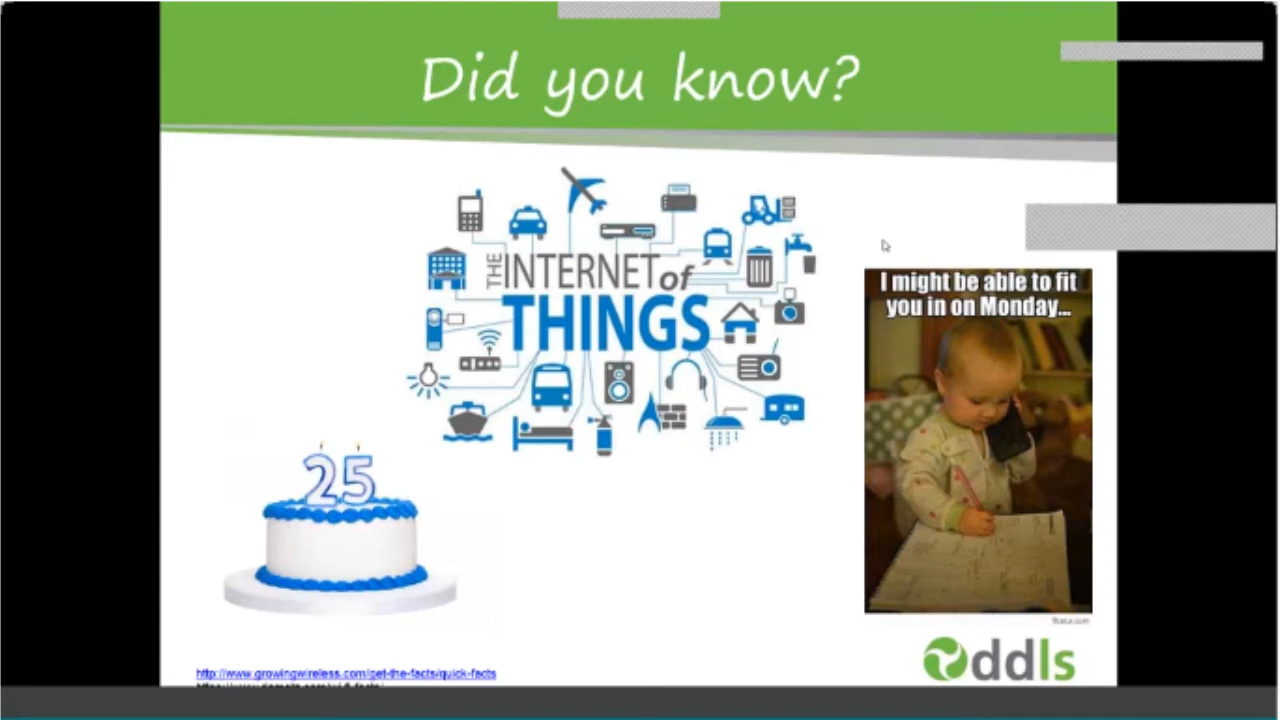 Did you know?
THE INTERNET of
THINGS
I might be able to fit
you in on Monday...
25
ddls
http://www.growingwireless.com/get-the-facts/quick-facts